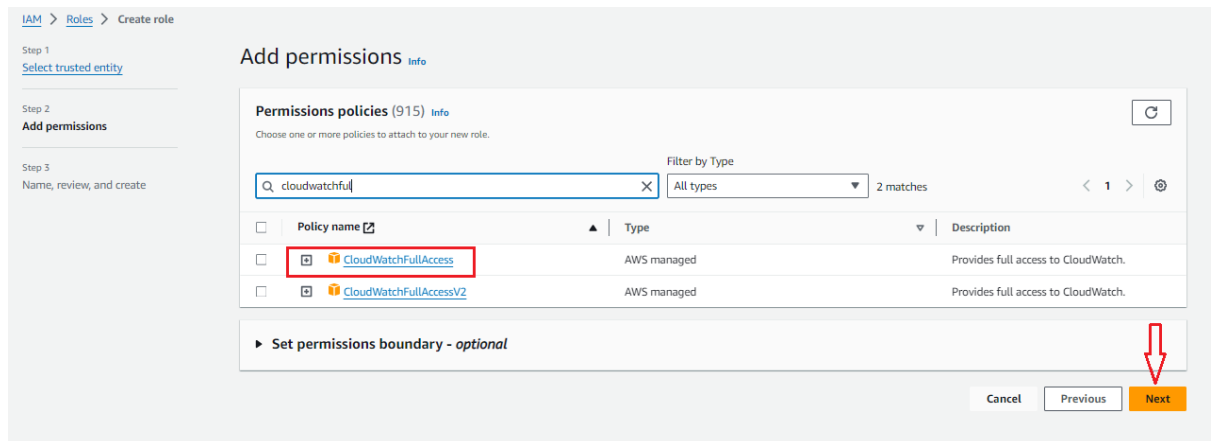 IAM > Roles > Create role
Step 1
Select trusted entity
Step 2
Add permissions
Step 3
Name, review, and create
Add permissions Info
Permissions policies (915) Info
Choose one or more policies to attach to your new role.
Filter by Type
cloudwatchful
All types
2 matches
1
Policy name
Type
Description
CloudWatchFullAccess
AWS managed
Provides full access to CloudWatch.
CloudWatchFullAccessV2
AWS managed
Provides full access to CloudWatch.
Set permissions boundary - optional
Cancel
Previous
Next